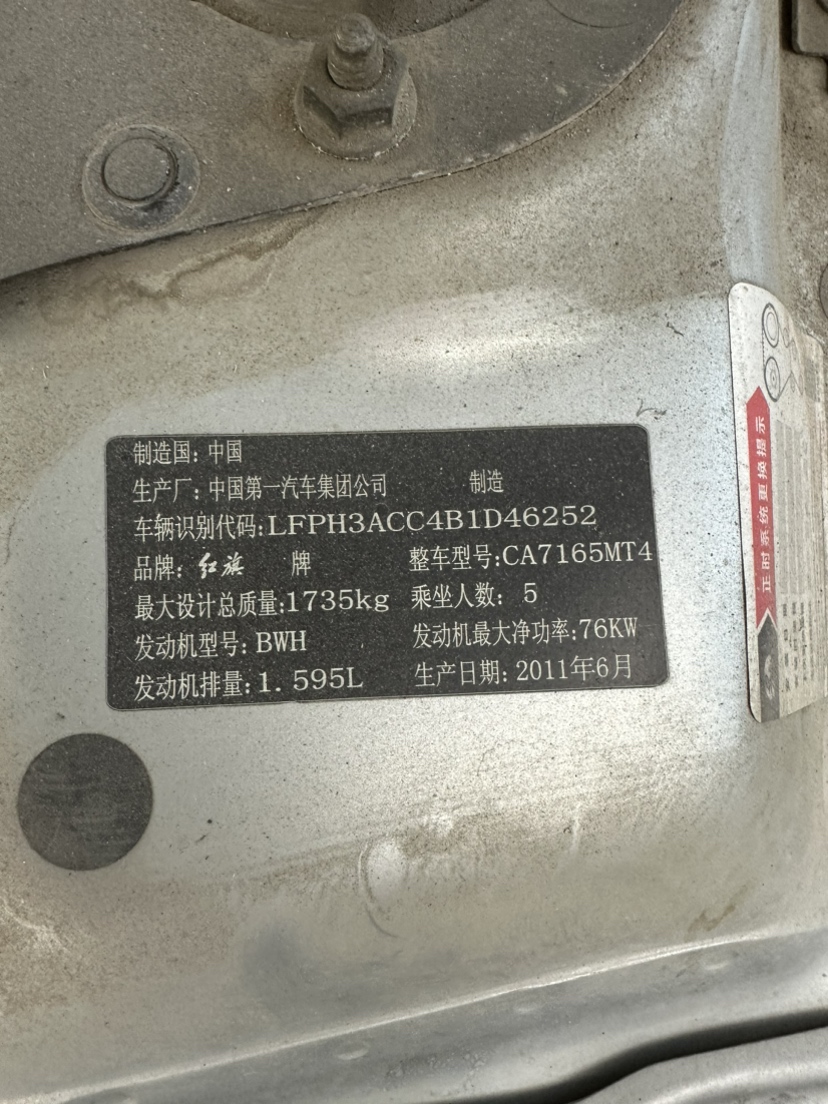 制造国：中国
生产厂：中国第一汽车集团公司 制造
车辆识别代码：LFPH3ACC4B1D46252
品牌：红旗 牌 整车型号：CA7165MT4
最大设计总质量：1735kg 乘坐人数：5
发动机型号：BWH 发动机最大净功率：76KW
发动机排量：1.595L 生产日期：2011年6月
正时系统更换提示